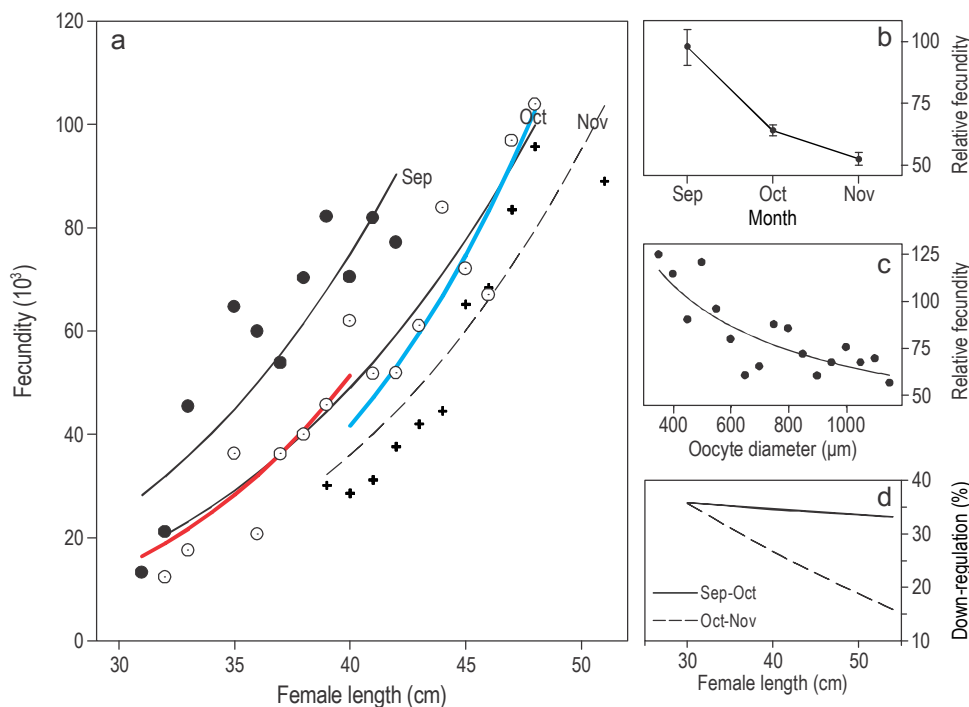 a
Fecundity (10³)
120
100
80
60
40
20
0
Sep
Oct
Nov
30 35 40 45 50
Female length (cm)
b
100
75
50
Relative fecundity
Sep Oct Nov
Month
c
125
100
75
50
Relative fecundity
400 600 800 1000
Oocyte diameter (µm)
d
40
30
20
10
Down-regulation (%)
Sep-Oct
Oct-Nov
30 40 50
Female length (cm)